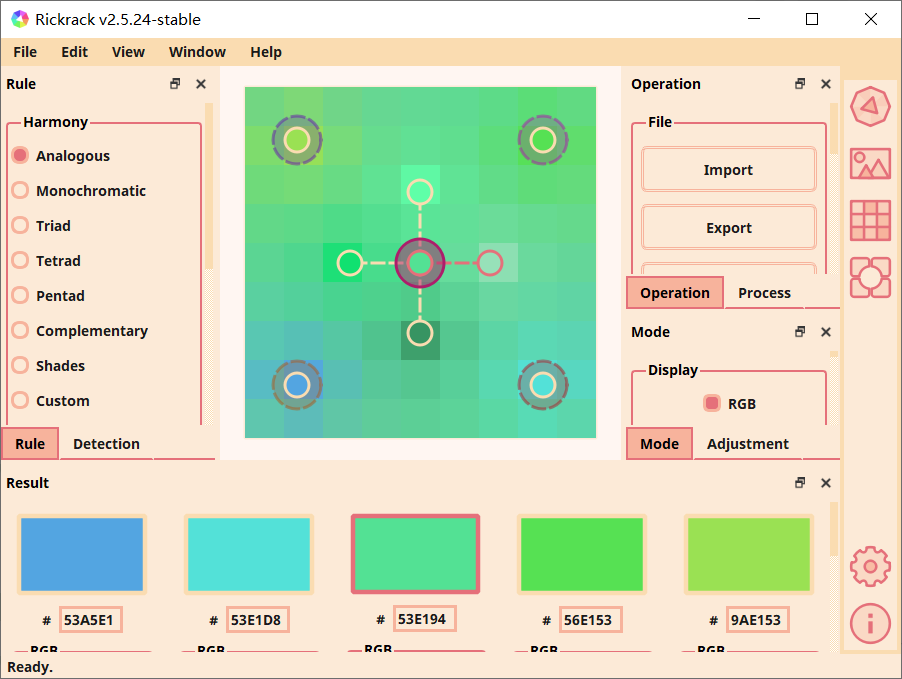 Rickrack v2.5.24-stable
File Edit View Window Help
Rule
Harmony
Analogous
Monochromatic
Triad
Tetrad
Pentad
Complementary
Shades
Custom
Rule Detection
Operation
File
Import
Export
Operation Process
Mode
Display
RGB
Mode Adjustment
Result
# 53A5E1 # 53E1D8 # 53E194 # 56E153 # 9AE153
RGB RGB RGB RGB RGB
Ready.